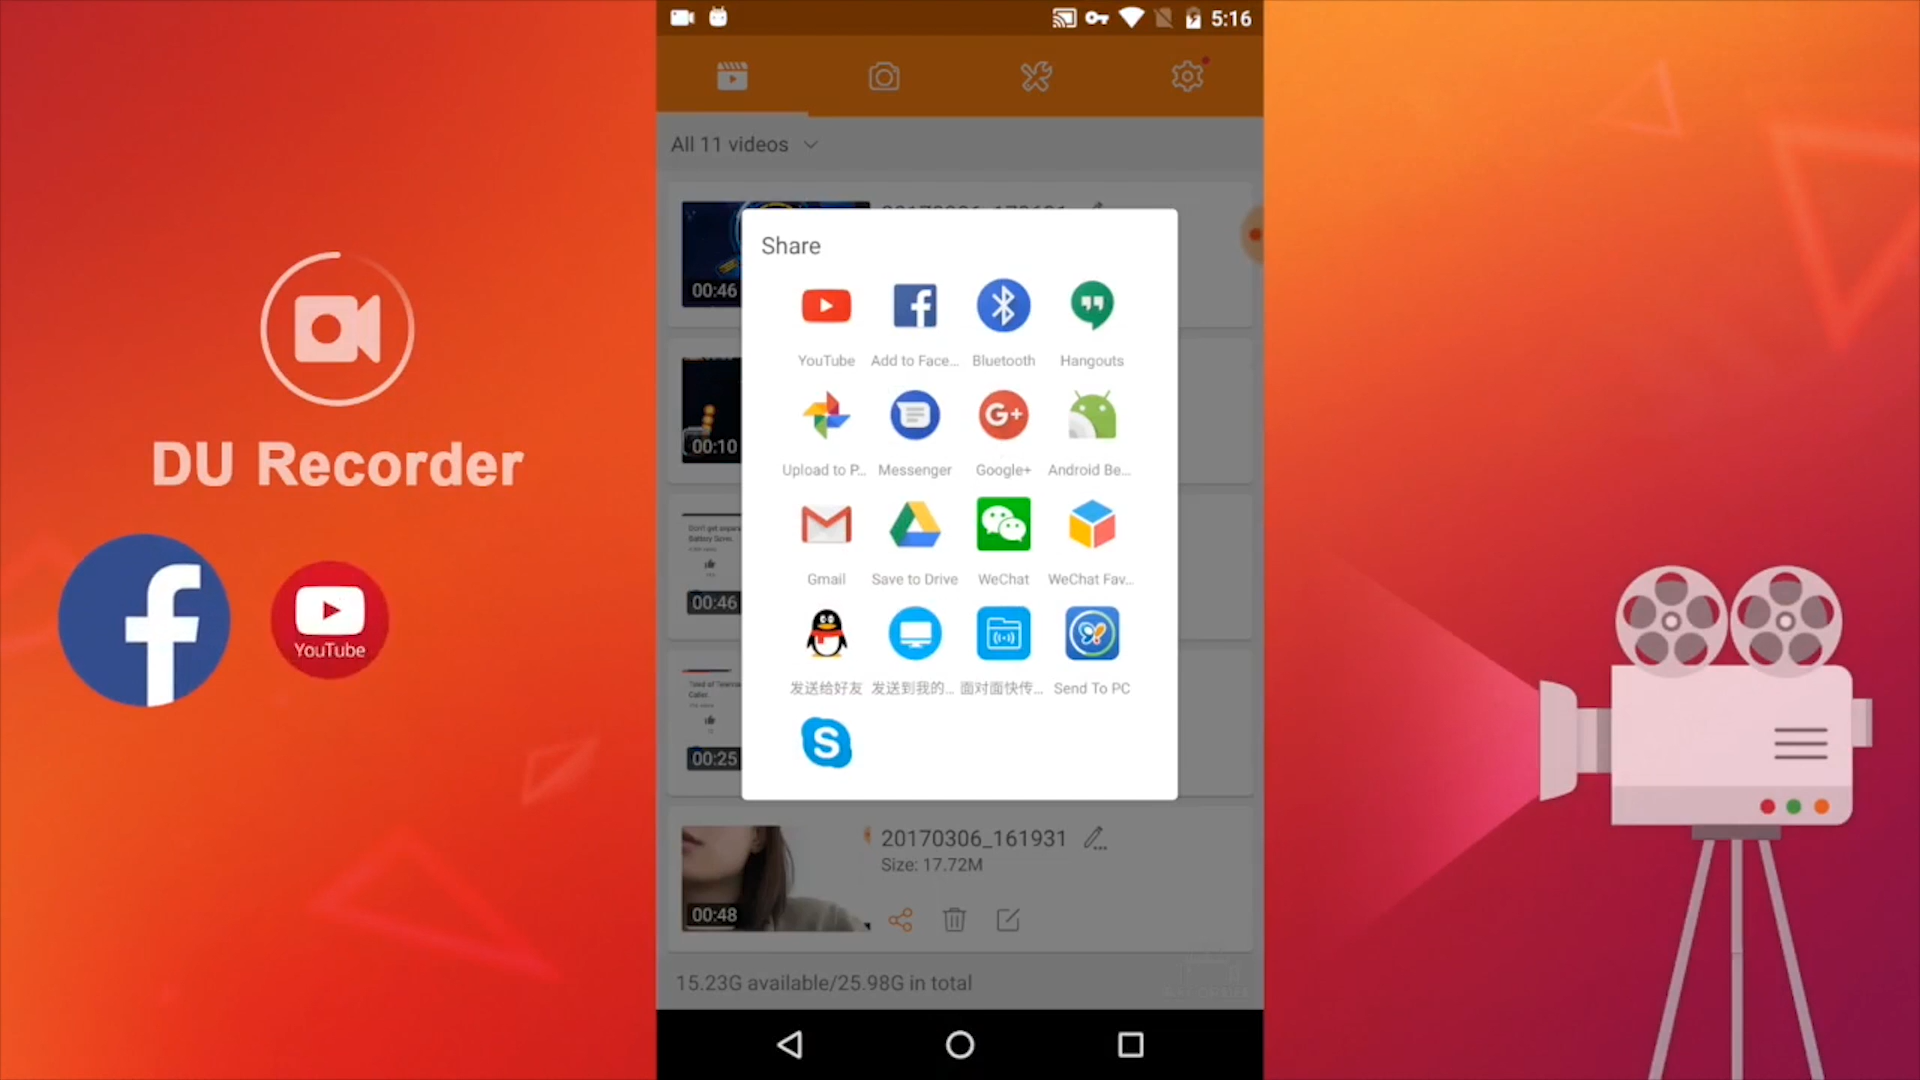 5:16
All 11 videos
00:46
Share
YouTube
Add to Face...
Bluetooth
Hangouts
00:10
Upload to P...
Messenger
Google+
Android Be...
DU Recorder
Gmail
Save to Drive
WeChat
WeChat Fav...
00:46
YouTube
发送给好友
发送到我的...
面对面快传...
Send To PC
00:25
20170306_161931
Size: 17.72M
00:48
15.23G available/25.98G in total